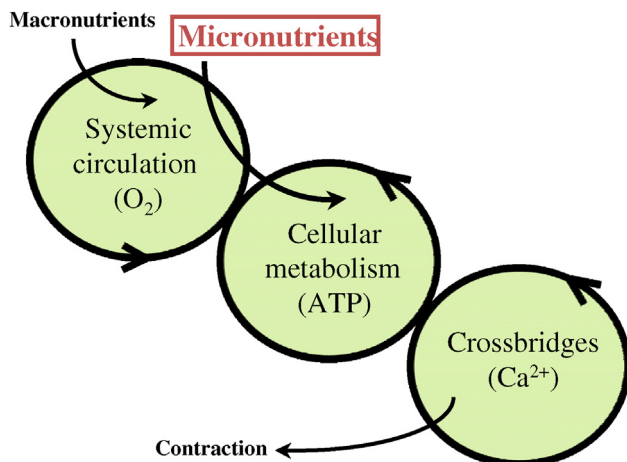 Macronutrients
Micronutrients
Systemic
circulation
(O₂)
Cellular
metabolism
(ATP)
Crossbridges
(Ca²⁺)
Contraction